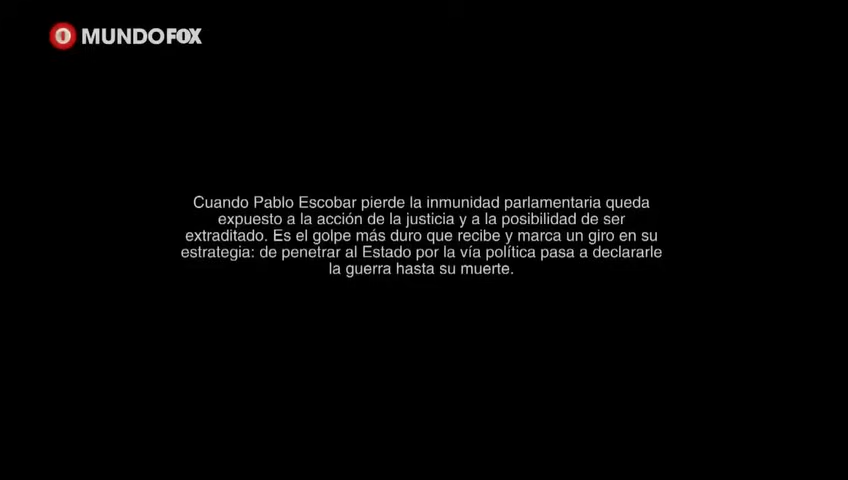 MUNDOFOX
Cuando Pablo Escobar pierde la inmunidad parlamentaria queda
expuesto a la acción de la justicia y a la posibilidad de ser
extraditado. Es el golpe más duro que recibe y marca un giro en su
estrategia: de penetrar al Estado por la vía política pasa a declararle
la guerra hasta su muerte.